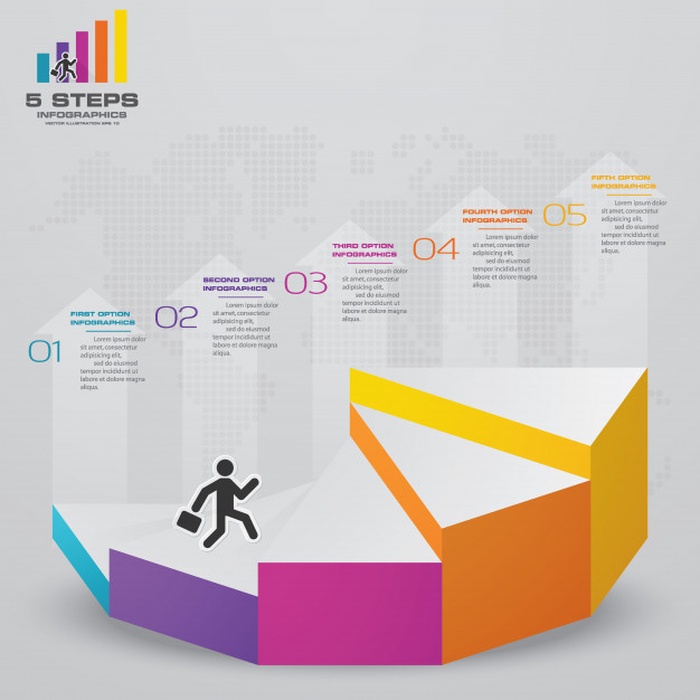 5 STEPS
INFOGRAPHICS
VECTOR ILLUSTRATION EPS 10
01
FIRST OPTION
INFOGRAPHICS
Lorem ipsum dolor
sit amet, consectetur
adipisicing elit,
sed do eiusmod
tempor incididunt ut
labore et dolore magna
aliqua.
02
SECOND OPTION
INFOGRAPHICS
Lorem ipsum dolor
sit amet, consectetur
adipisicing elit,
sed do eiusmod
tempor incididunt ut
labore et dolore magna
aliqua.
03
THIRD OPTION
INFOGRAPHICS
Lorem ipsum dolor
sit amet, consectetur
adipisicing elit,
sed do eiusmod
tempor incididunt ut
labore et dolore magna
aliqua.
04
FOURTH OPTION
INFOGRAPHICS
Lorem ipsum dolor
sit amet, consectetur
adipisicing elit,
sed do eiusmod
tempor incididunt ut
labore et dolore magna
aliqua.
05
FIFTH OPTION
INFOGRAPHICS
Lorem ipsum dolor
sit amet, consectetur
adipisicing elit,
sed do eiusmod
tempor incididunt ut
labore et dolore magna
aliqua.